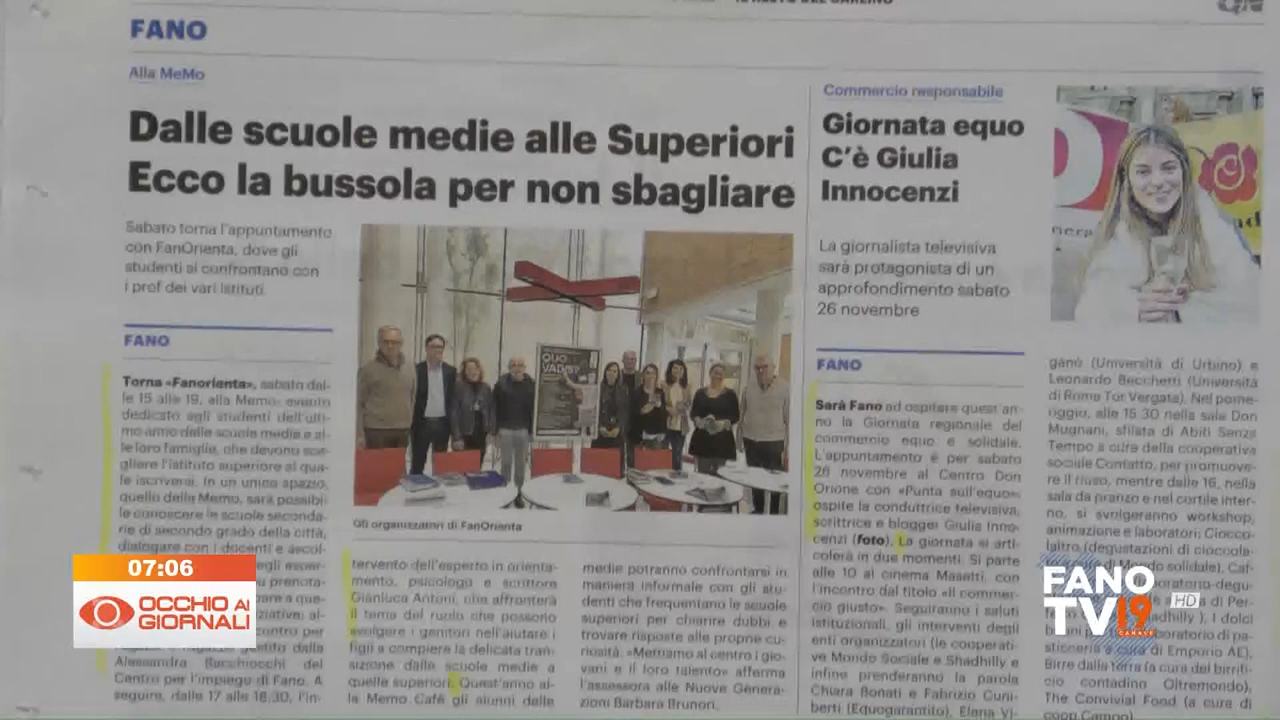 FANO
Alla MeMo
Dalle scuole medie alle Superiori
Ecco la bussola per non sbagliare
Sabato torna l'appuntamento
con FanOrienta, dove gli
studenti si confrontano con
i prof dei vari istituti
FANO
Torna «Fanorienta», sabato dal-
le 15 alle 19, alla Memo: evento
dedicato agli studenti dell'ulti-
mo anno delle scuole medie e al-
le loro famiglie, che devono sce-
gliere l'istituto superiore al qua-
le iscriversi. In un unico spazio,
quello della Memo, sarà possibi-
le conoscere le scuole seconda-
rie di secondo grado della città,
dialogare con i docenti e ascol-
Alessandra Bacchiocchi del
Centro per l'impiego di Fano. A
seguire, dalle 17 alle 18:30, l'in-
QUO
VADIS?
Gli organizzatori di FanOrienta
tervento dell'esperto in orienta-
mento, psicologo e scrittore
Gianluca Antoni, che affronterà
il tema del ruolo che possono
svolgere i genitori nell'aiutare i
figli a compiere la delicata tran-
sizione dalle scuole medie a
quelle superiori. Quest'anno al-
la Memo Café gli alunni delle
medie potranno confrontarsi in
maniera informale con gli stu-
denti che frequentano le scuole
superiori per chiarire dubbi e
trovare risposte alle proprie cu-
riosità. «Mettiamo al centro i gio-
vani e il loro talento» afferma
l'assessora alle Nuove Genera-
zioni Barbara Brunori.
Commercio responsabile
Giornata equo
C'è Giulia
Innocenzi
La giornalista televisiva
sarà protagonista di un
approfondimento sabato
26 novembre
FANO
Sarà Fano ad ospitare quest'an-
no la Giornata regionale del
commercio equo e solidale.
L'appuntamento è per sabato
26 novembre al Centro Don
Orione con «Punta sull'equo»,
ospite la conduttrice televisiva,
scrittrice e blogger Giulia Inno-
cenzi (foto). La giornata si arti-
colerà in due momenti. Si parte
alle 10 al cinema Masetti, con
l'incontro dal titolo «Il commer-
cio giusto». Seguiranno i saluti
istituzionali, gli interventi degli
enti organizzatori (le cooperati-
ve Mondo Sociale e Shadhilly e
infine prenderanno la parola
Chiara Bonati e Fabrizio Cuni-
berti (Equogarantito), Elena Vi-
ganò (Università di Urbino) e
Leonardo Becchetti (Università
di Roma Tor Vergata). Nel pome-
riggio, alle 15 30 nella sala Don
Mugnani, sfilata di Abiti Senza
Tempo a cura della cooperativa
sociale Contatto, per promuove-
re il riuso, mentre dalle 16, nella
sala da pranzo e nel cortile inter-
no, si svolgeranno workshop,
animazione e laboratori: Ciocco-
laltro (degustazioni di cioccola-
stioneria a cura di Emporio AE),
Birre dalla terra (a cura del birrifi-
cio contadino Oltremondo),
The Convivial Food (a cura di
coop Campo).
07:06
OCCHIO AI
GIORNALI
FANO
TV19
CANALE
HD